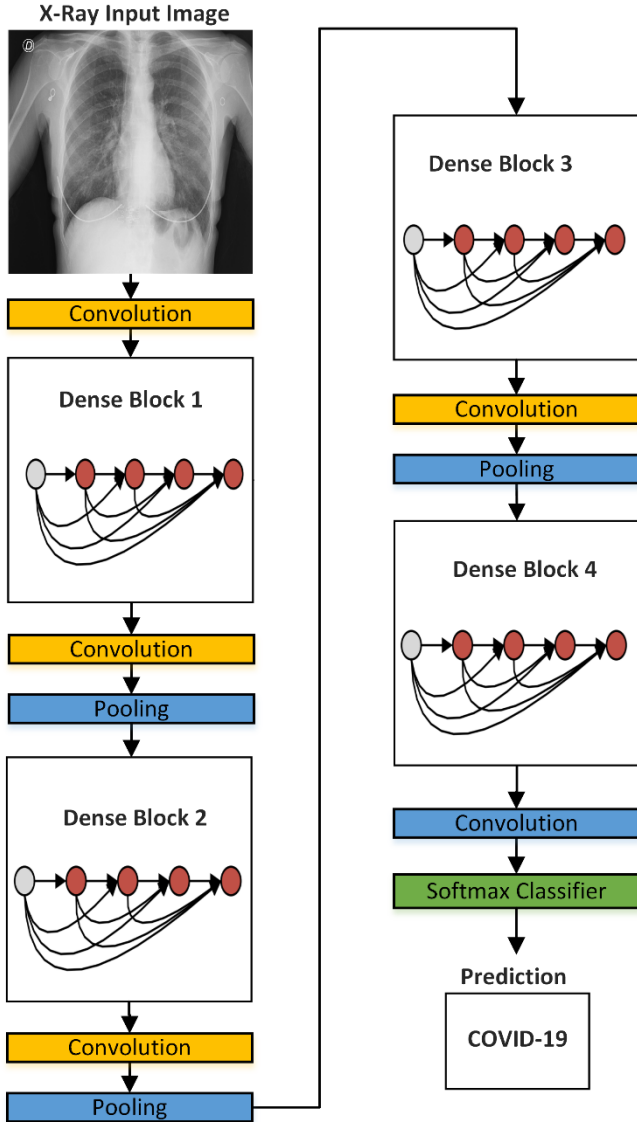 X-Ray Input Image
D
Convolution
Dense Block 1
Convolution
Pooling
Dense Block 2
Convolution
Pooling
Dense Block 3
Convolution
Pooling
Dense Block 4
Convolution
Softmax Classifier
Prediction
COVID-19